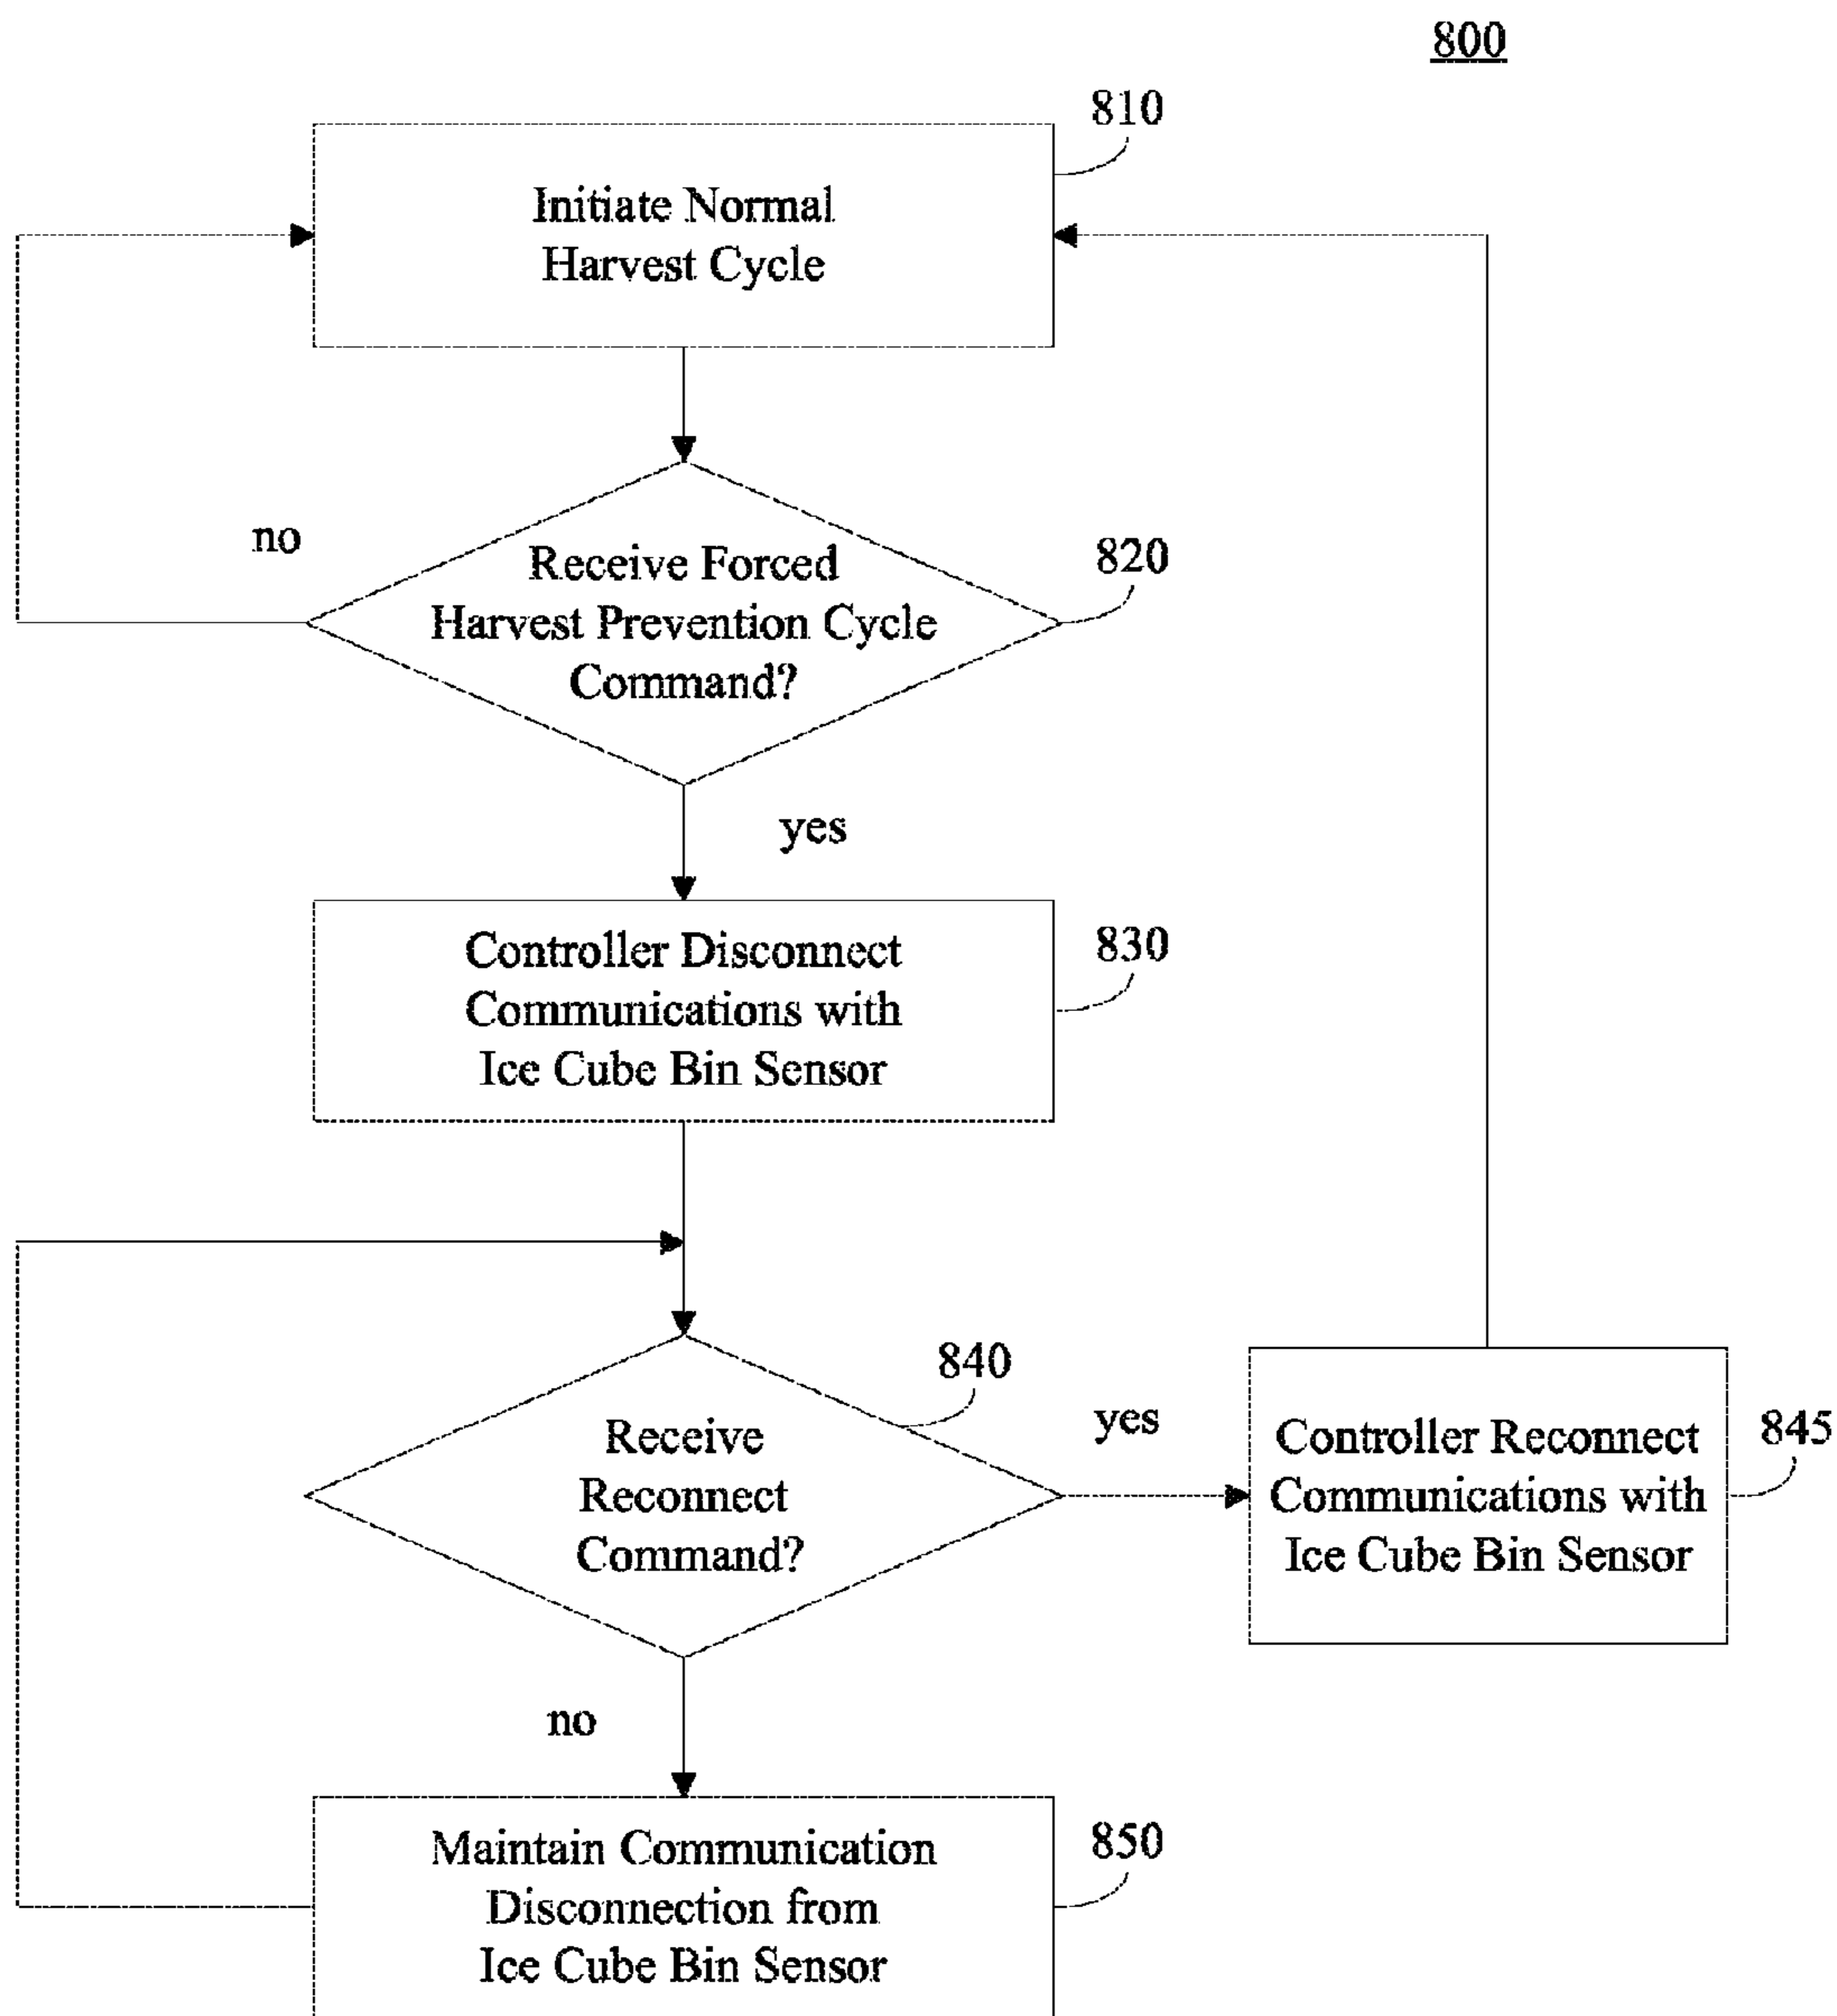 800
810
Initiate Normal
Harvest Cycle
no
Receive Forced
Harvest Prevention Cycle
Command?
820
yes
Controller Disconnect
Communications with
Ice Cube Bin Sensor
830
840
Receive
Reconnect
Command?
yes
Controller Reconnect
Communications with
Ice Cube Bin Sensor
845
no
Maintain Communication
Disconnection from
Ice Cube Bin Sensor
850